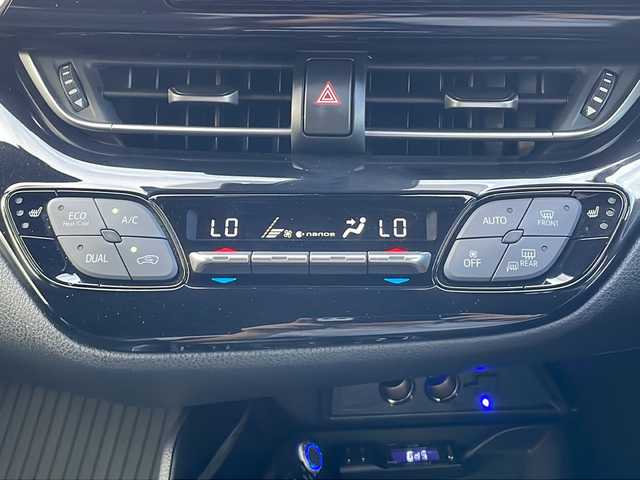 LO nanoe LO
ECO A/C AUTO FRONT
Heat/Cool
DUAL OFF REAR